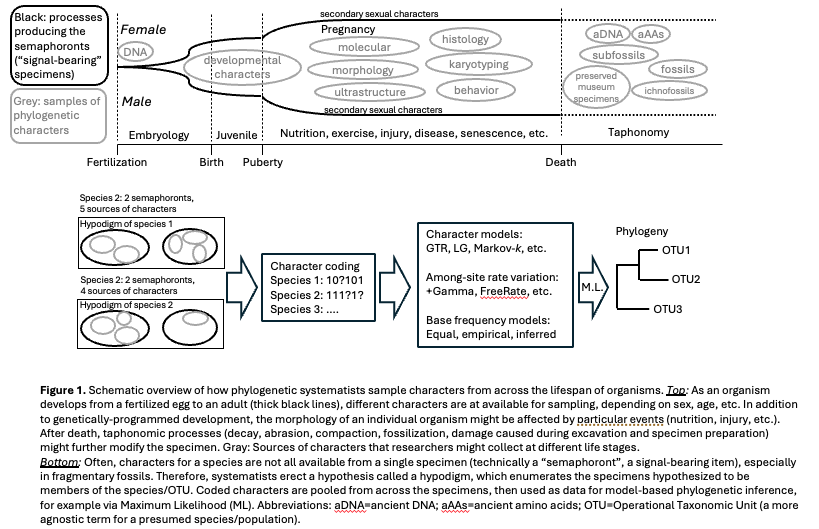 Black: processes
producing the
semaphoronts
(“signal-bearing”
specimens)
Grey: samples of
phylogenetic
characters
Female
DNA
Male
developmental
characters
secondary sexual characters
Pregnancy
molecular
morphology
ultrastructure
histology
karyotyping
behavior
secondary sexual characters
aDNA
aAAs
subfossils
fossils
preserved
museum
specimens
ichnofossils
Embryology
Juvenile
Nutrition, exercise, injury, disease, senescence, etc.
Taphonomy
Fertilization
Birth
Puberty
Death
Species 2: 2 semaphoronts,
5 sources of characters
Hypodigm of species 1
Species 2: 2 semaphoronts,
4 sources of characters
Hypodigm of species 2
Character coding
Species 1: 10?101
Species 2: 111?1?
Species 3: ....
Character models:
GTR, LG, Markov-k, etc.
Among-site rate variation:
+Gamma, FreeRate, etc.
Base frequency models:
Equal, empirical, inferred
M.L.
Phylogeny
OTU1
OTU2
OTU3
Figure 1. Schematic overview of how phylogenetic systematists sample characters from across the lifespan of organisms. Top: As an organism
develops from a fertilized egg to an adult (thick black lines), different characters are at available for sampling, depending on sex, age, etc. In addition
to genetically-programmed development, the morphology of an individual organism might be affected by particular events (nutrition, injury, etc.).
After death, taphonomic processes (decay, abrasion, compaction, fossilization, damage caused during excavation and specimen preparation)
might further modify the specimen. Gray: Sources of characters that researchers might collect at different life stages.
Bottom: Often, characters for a species are not all available from a single specimen (technically a “semaphoront”, a signal-bearing item), especially
in fragmentary fossils. Therefore, systematists erect a hypothesis called a hypodigm, which enumerates the specimens hypothesized to be
members of the species/OTU. Coded characters are pooled from across the specimens, then used as data for model-based phylogenetic inference,
for example via Maximum Likelihood (ML). Abbreviations: aDNA=ancient DNA; aAAs=ancient amino acids; OTU=Operational Taxonomic Unit (a more
agnostic term for a presumed species/population).